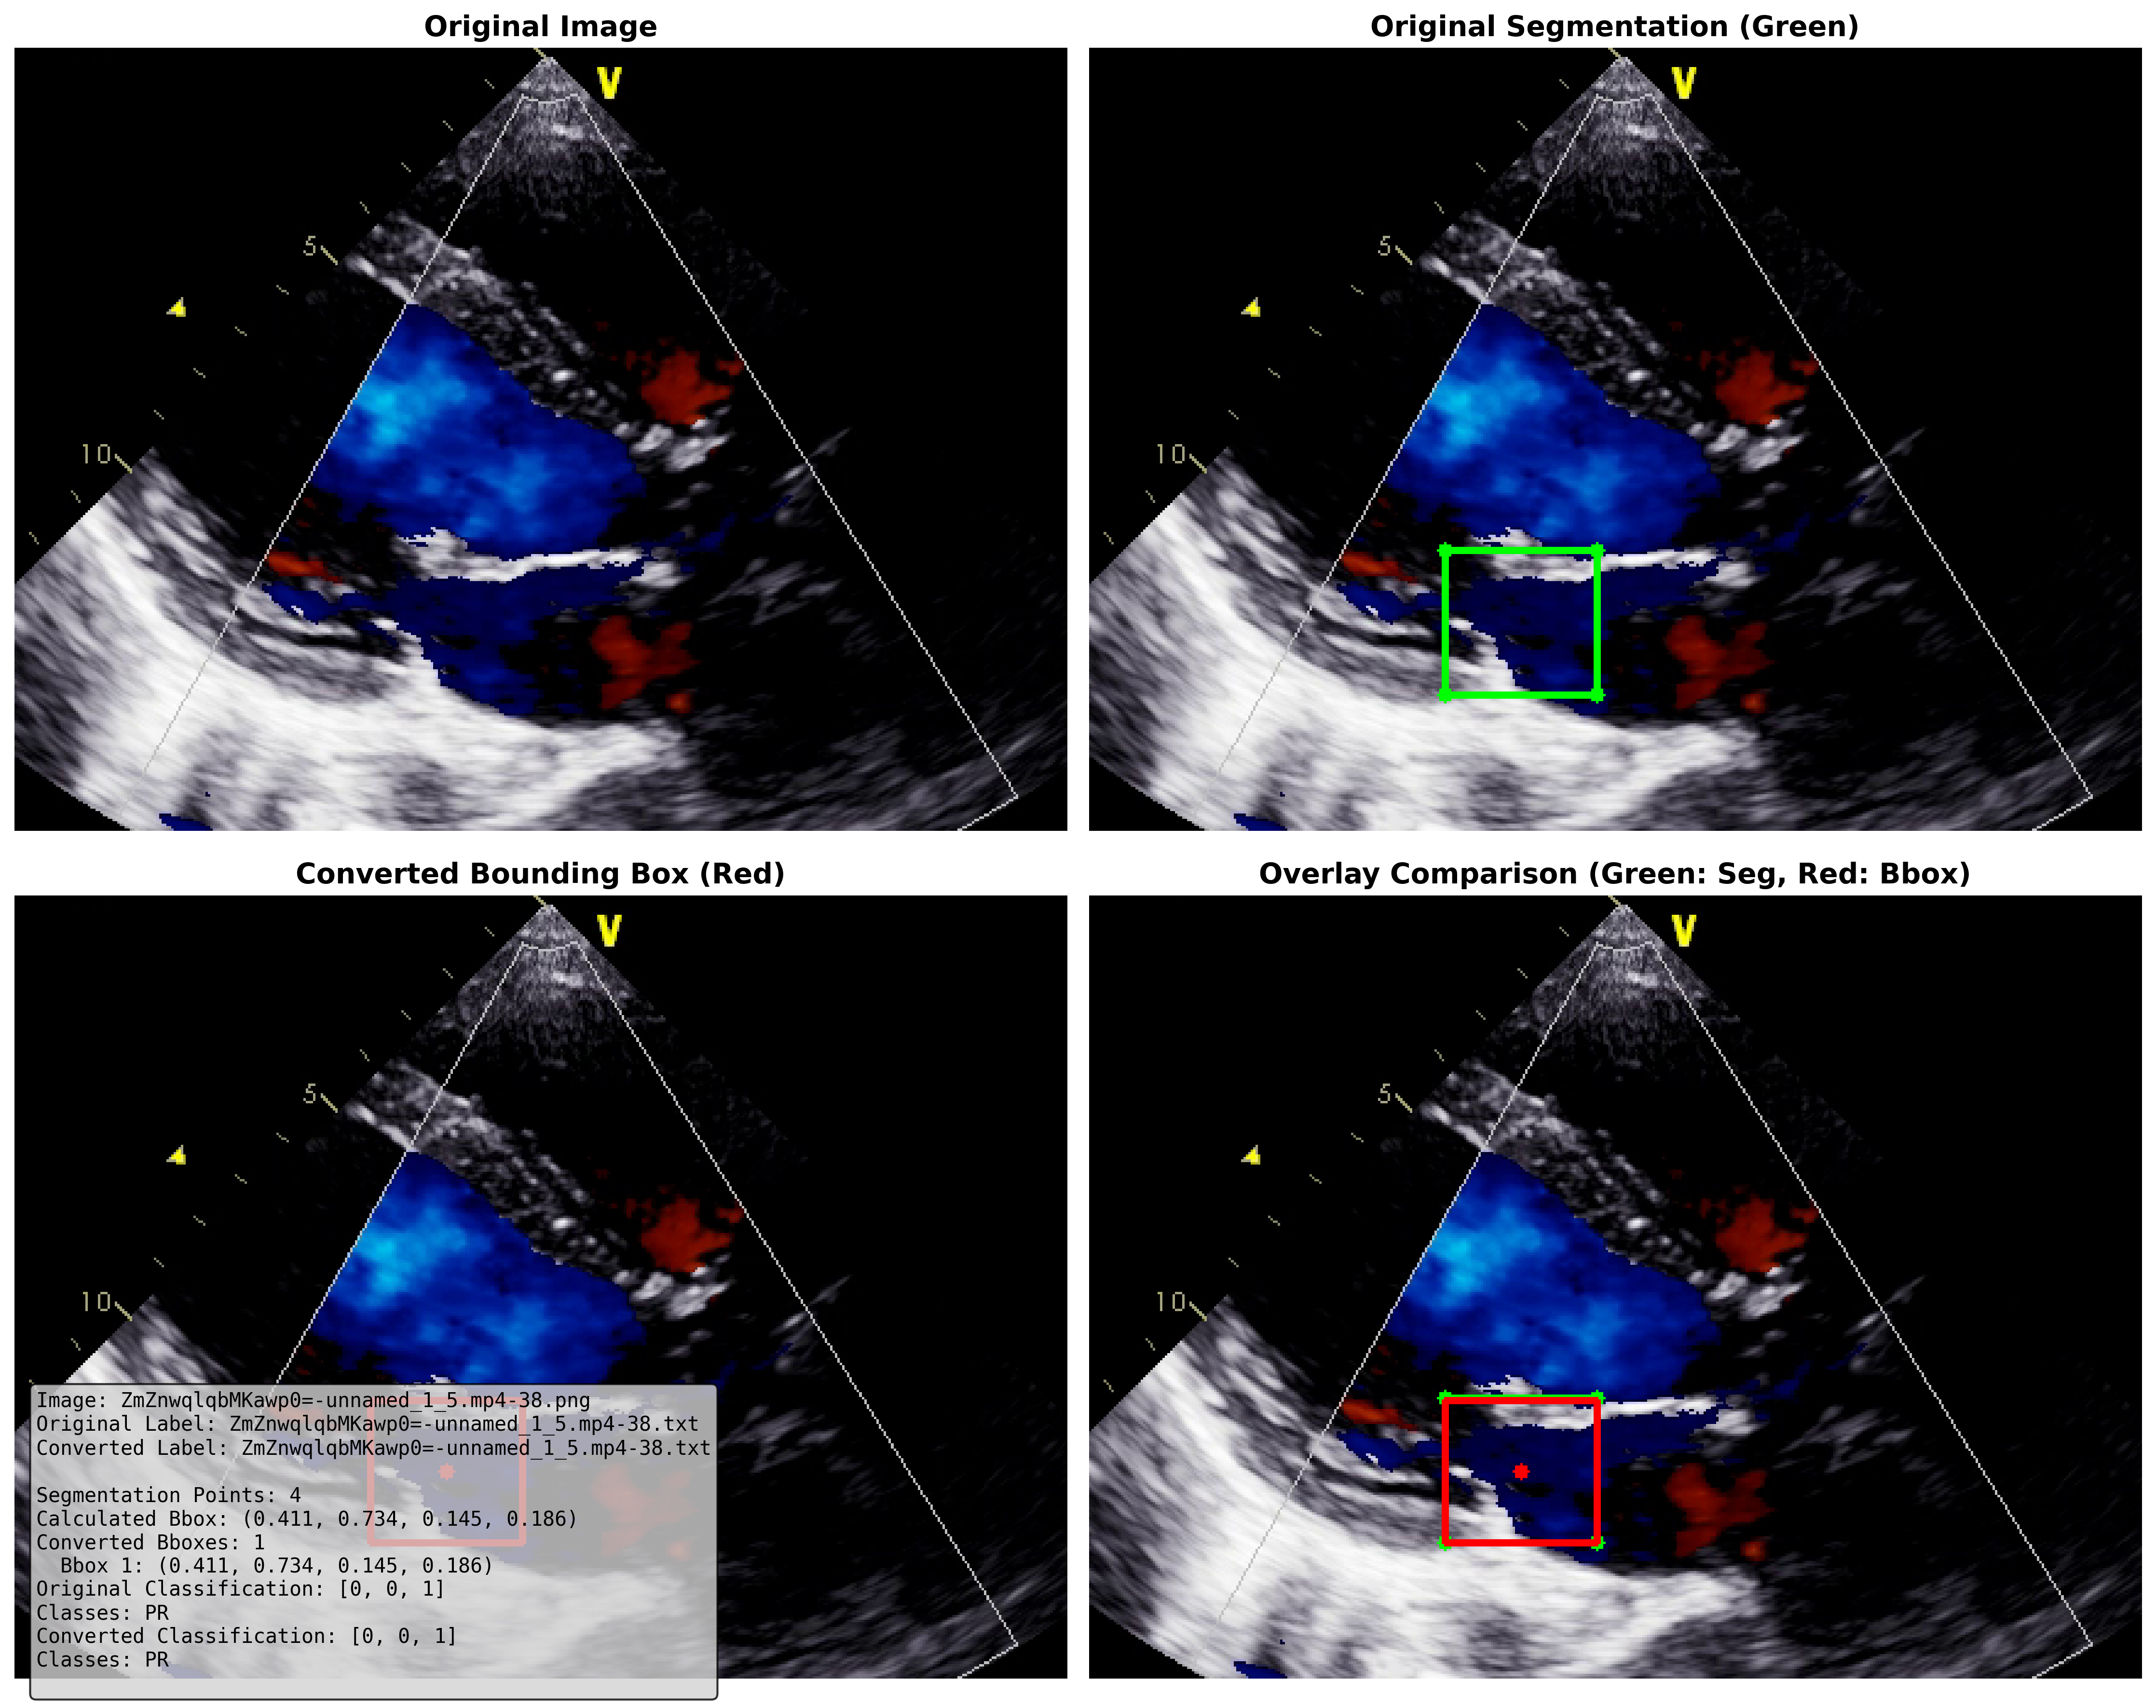 Original Image
Original Segmentation (Green)
V
5
10
V
5
10
Converted Bounding Box (Red)
Overlay Comparison (Green: Seg, Red: Bbox)
V
5
10
Image: ZmZnwqlqbMKawp0=-unnamed_1_5.mp4-38.png
Original Label: ZmZnwqlqbMKawp0=-unnamed_1_5.mp4-38.txt
Converted Label: ZmZnwqlqbMKawp0=-unnamed_1_5.mp4-38.txt
Segmentation Points: 4
Calculated Bbox: (0.411, 0.734, 0.145, 0.186)
Converted Bboxes: 1
Bbox 1: (0.411, 0.734, 0.145, 0.186)
Original Classification: [0, 0, 1]
Classes: PR
Converted Classification: [0, 0, 1]
Classes: PR
V
5
10